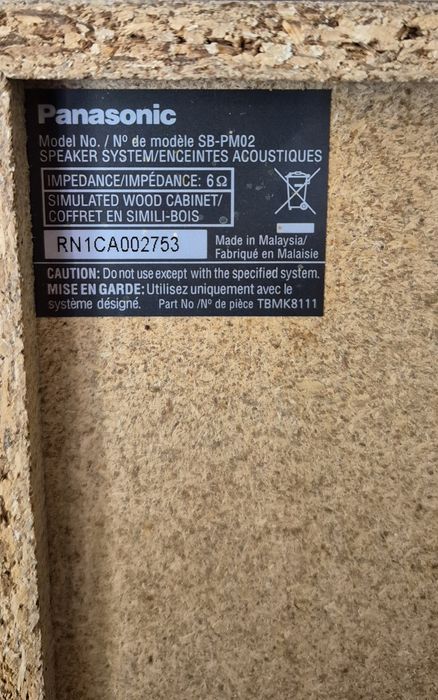 Panasonic
Model No. / Nº de modèle SB-PM02
SPEAKER SYSTEM/ENCEINTES ACOUSTIQUES
IMPEDANCE/IMPÉDANCE: 6Ω
SIMULATED WOOD CABINET/
COFFRET EN SIMILI-BOIS
RN1CA002753
Made in Malaysia/
Fabriqué en Malaisie
CAUTION: Do not use except with the specified system.
MISE EN GARDE: Utilisez uniquement avec le
système désigné. Part No /Nº de pièce TBMK8111